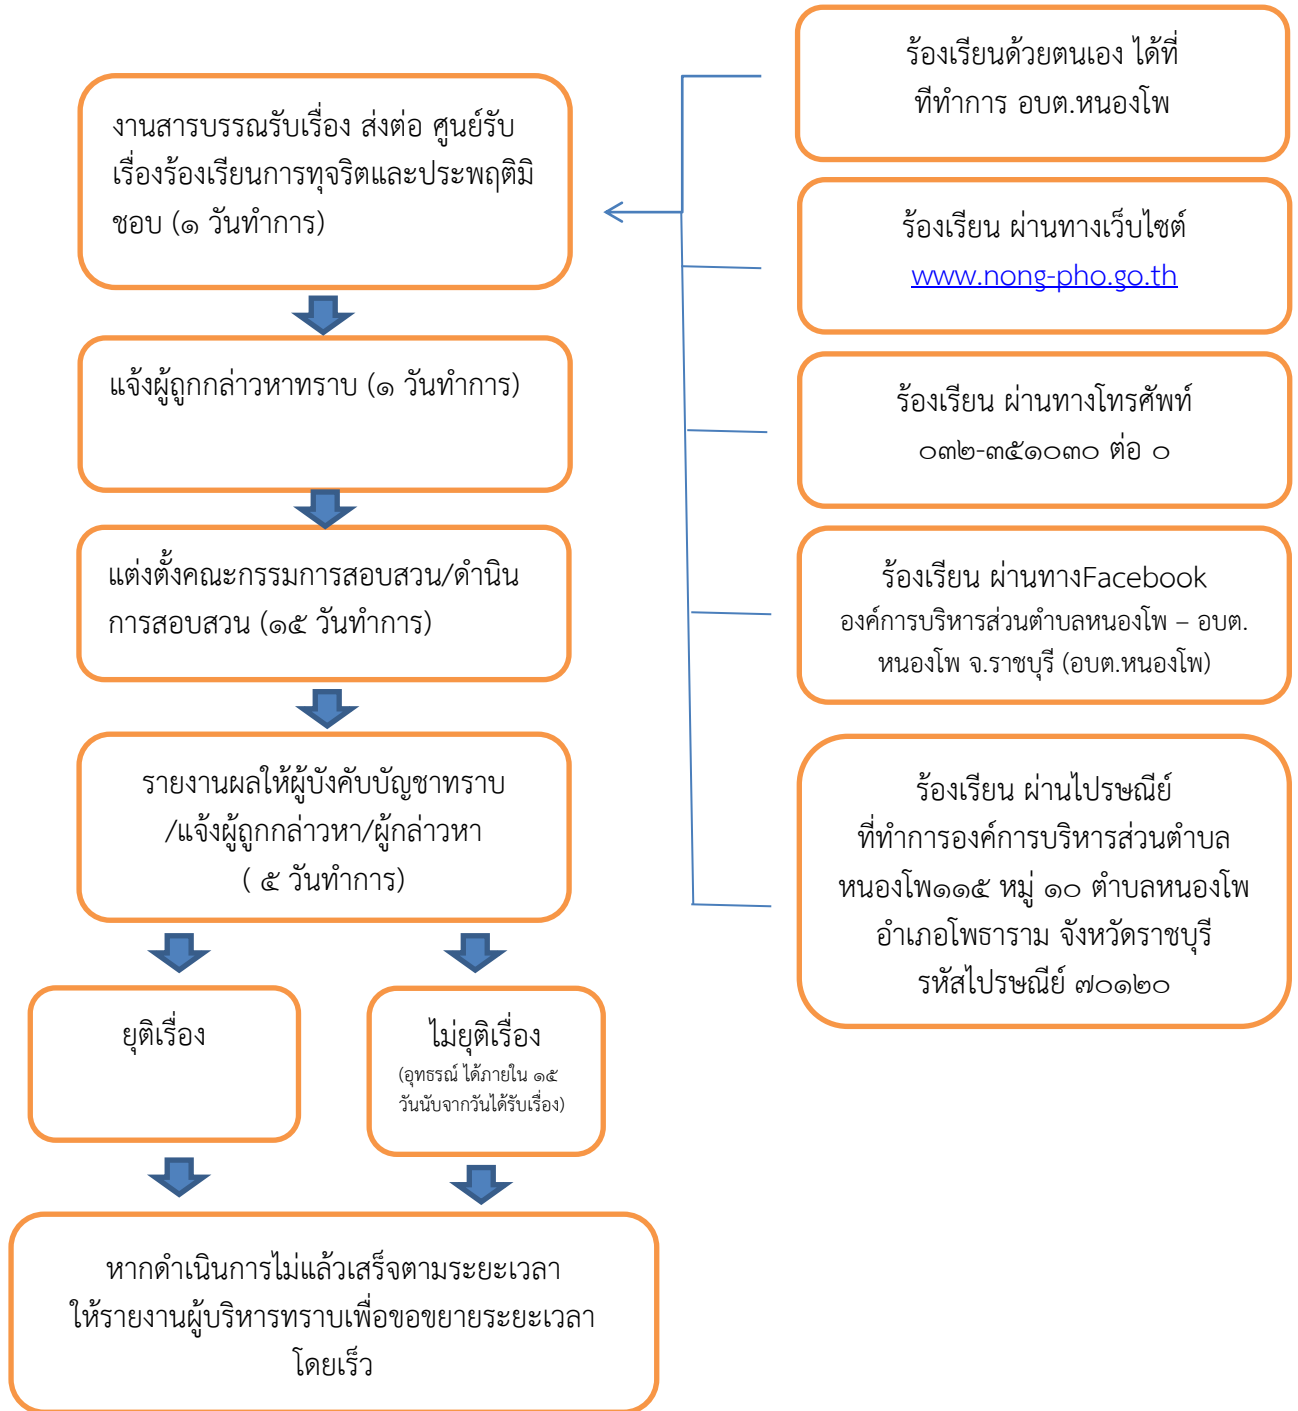 งานสารบรรณรับเรื่อง ส่งต่อ ศูนย์รับ
เรื่องร้องเรียนการทุจริตและประพฤติมิ
ชอบ (๑ วันทำการ)
แจ้งผู้ถูกกล่าวหาทราบ (๑ วันทำการ)
แต่งตั้งคณะกรรมการสอบสวน/ดำนิน
การสอบสวน (๑๕ วันทำการ)
รายงานผลให้ผู้บังคับบัญชาทราบ
/แจ้งผู้ถูกกล่าวหา/ผู้กล่าวหา
( ๕ วันทำการ)
ยุติเรื่อง
ไม่ยุติเรื่อง
(อุทธรณ์ ได้ภายใน ๑๕
วันนับจากวันได้รับเรื่อง)
หากดำเนินการไม่แล้วเสร็จตามระยะเวลา
ให้รายงานผู้บริหารทราบเพื่อขอขยายระยะเวลา
โดยเร็ว
ร้องเรียนด้วยตนเอง ได้ที่
ทีทำการ อบต.หนองโพ
ร้องเรียน ผ่านทางเว็บไซต์
www.nong-pho.go.th
ร้องเรียน ผ่านทางโทรศัพท์
๐๓๒-๓๕๑๐๓๐ ต่อ ๐
ร้องเรียน ผ่านทางFacebook
องค์การบริหารส่วนตำบลหนองโพ – อบต.
หนองโพ จ.ราชบุรี (อบต.หนองโพ)
ร้องเรียน ผ่านไปรษณีย์
ที่ทำการองค์การบริหารส่วนตำบล
หนองโพ๑๑๕ หมู่ ๑๐ ตำบลหนองโพ
อำเภอโพธาราม จังหวัดราชบุรี
รหัสไปรษณีย์ ๗๐๑๒๐